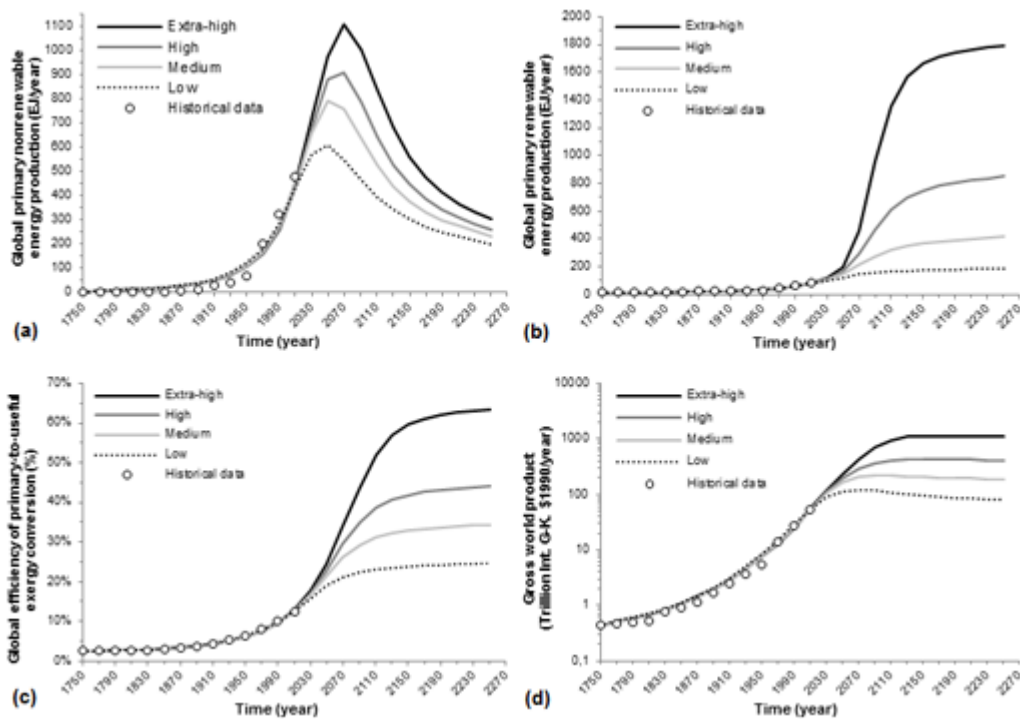 Global primary nonrenewable
energy production (EJ/year)
1100
1000
900
800
700
600
500
400
300
200
100
0
Extra-high
High
Medium
Low
Historical data
1750
1790
1830
1870
1910
1950
1990
2030
2070
2110
2150
2190
2230
2270
Time (year)
(a)
Global primary renewable
energy production (EJ/year)
2000
1800
1600
1400
1200
1000
800
600
400
200
0
Extra-high
High
Medium
Low
Historical data
1750
1790
1830
1870
1910
1950
1990
2030
2070
2110
2150
2190
2230
2270
Time (year)
(b)
Global efficiency of primary-to-useful
exergy conversion (%)
70%
60%
50%
40%
30%
20%
10%
0%
Extra-high
High
Medium
Low
Historical data
1750
1790
1830
1870
1910
1950
1990
2030
2070
2110
2150
2190
2230
2270
Time (year)
(c)
Gross world product
(Trillion Int. G-K. $1990/year)
10000
1000
100
10
1
0,1
Extra-high
High
Medium
Low
Historical data
1750
1790
1830
1870
1910
1950
1990
2030
2070
2110
2150
2190
2230
2270
Time (year)
(d)